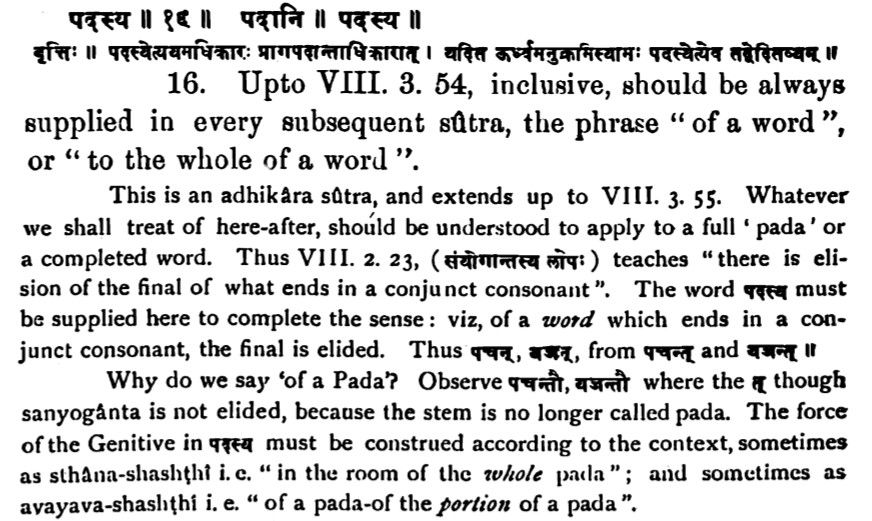 पदस्य ॥ १६ ॥ पदानि ॥ पदस्य ॥
वृत्तिः ॥ पदस्येत्ययमधिकारः प्रागपदान्ताधिकारात् । यदित ऊर्ध्वमनुक्रमिस्यामः पदस्येत्येव तद्वेदितव्यम् ॥
16. Upto VIII. 3. 54, inclusive, should be always
supplied in every subsequent sûtra, the phrase “ of a word ”,
or “ to the whole of a word ”.
This is an adhikâra sûtra, and extends up to VIII. 3. 55. Whatever
we shall treat of here-after, should be understood to apply to a full ‘ pada ’ or
a completed word. Thus VIII. 2. 23, ( संयोगान्तस्य लोपः ) teaches “there is eli-
sion of the final of what ends in a conjunct consonant”. The word पदस्य must
be supplied here to complete the sense : viz, of a word which ends in a con-
junct consonant, the final is elided. Thus पचन्, यजन्, from पचन्त् and यजन्त् ॥
Why do we say ‘of a Pada’? Observe पचन्तौ, यजन्तौ where the त् though
sanyogânta is not elided, because the stem is no longer called pada. The force
of the Genitive in पदस्य must be construed according to the context, sometimes
as sthâna-shashṭhî i. e. “ in the room of the whole pada ” ; and sometimes as
avayava-shashṭhî i. e. “ of a pada-of the portion of a pada ”.